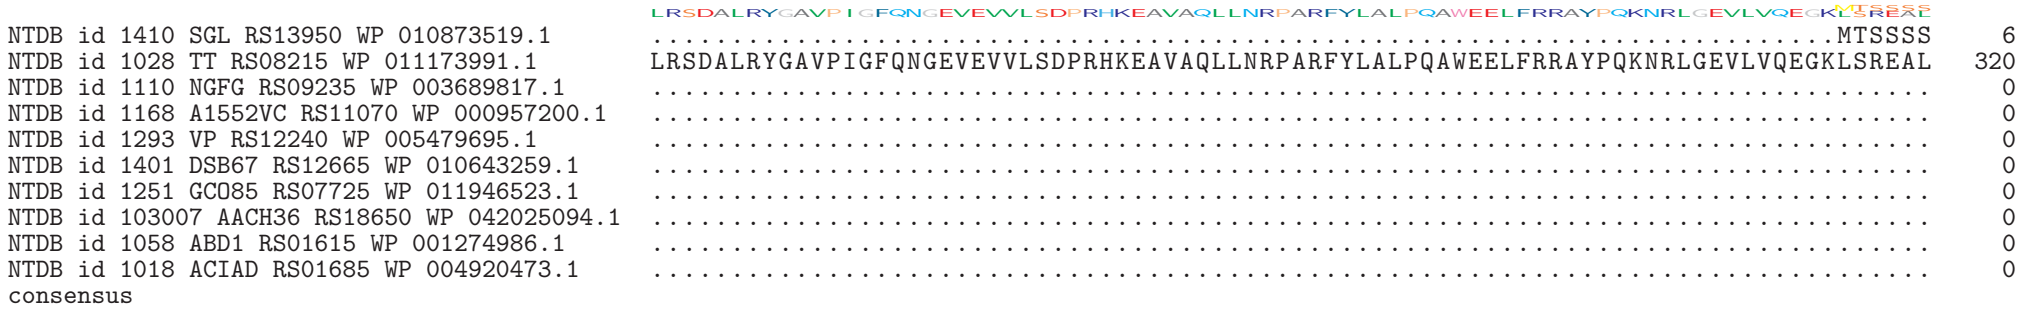 LRSDALRYGAVPIGFQNGEVEVVLSDPRHKEAVAQLLNRPARFYLALPQAWEELFRRAYPQKNRLGEVLVQEGKLSREAL
NTDB id 1410 SGL RS13950 WP 010873519.1 ..........................................................................MTSSSS 6
NTDB id 1028 TT RS08215 WP 011173991.1 LRSDALRYGAVPIGFQNGEVEVVLSDPRHKEAVAQLLNRPARFYLALPQAWEELFRRAYPQKNRLGEVLVQEGKLSREAL 320
NTDB id 1110 NGFG RS09235 WP 003689817.1 ................................................................................ 0
NTDB id 1168 A1552VC RS11070 WP 000957200.1 ................................................................................ 0
NTDB id 1293 VP RS12240 WP 005479695.1 ................................................................................ 0
NTDB id 1401 DSB67 RS12665 WP 010643259.1 ................................................................................ 0
NTDB id 1251 GCO85 RS07725 WP 011946523.1 ................................................................................ 0
NTDB id 103007 AACH36 RS18650 WP 042025094.1 ................................................................................ 0
NTDB id 1058 ABD1 RS01615 WP 001274986.1 ................................................................................ 0
NTDB id 1018 ACIAD RS01685 WP 004920473.1 ................................................................................ 0
consensus